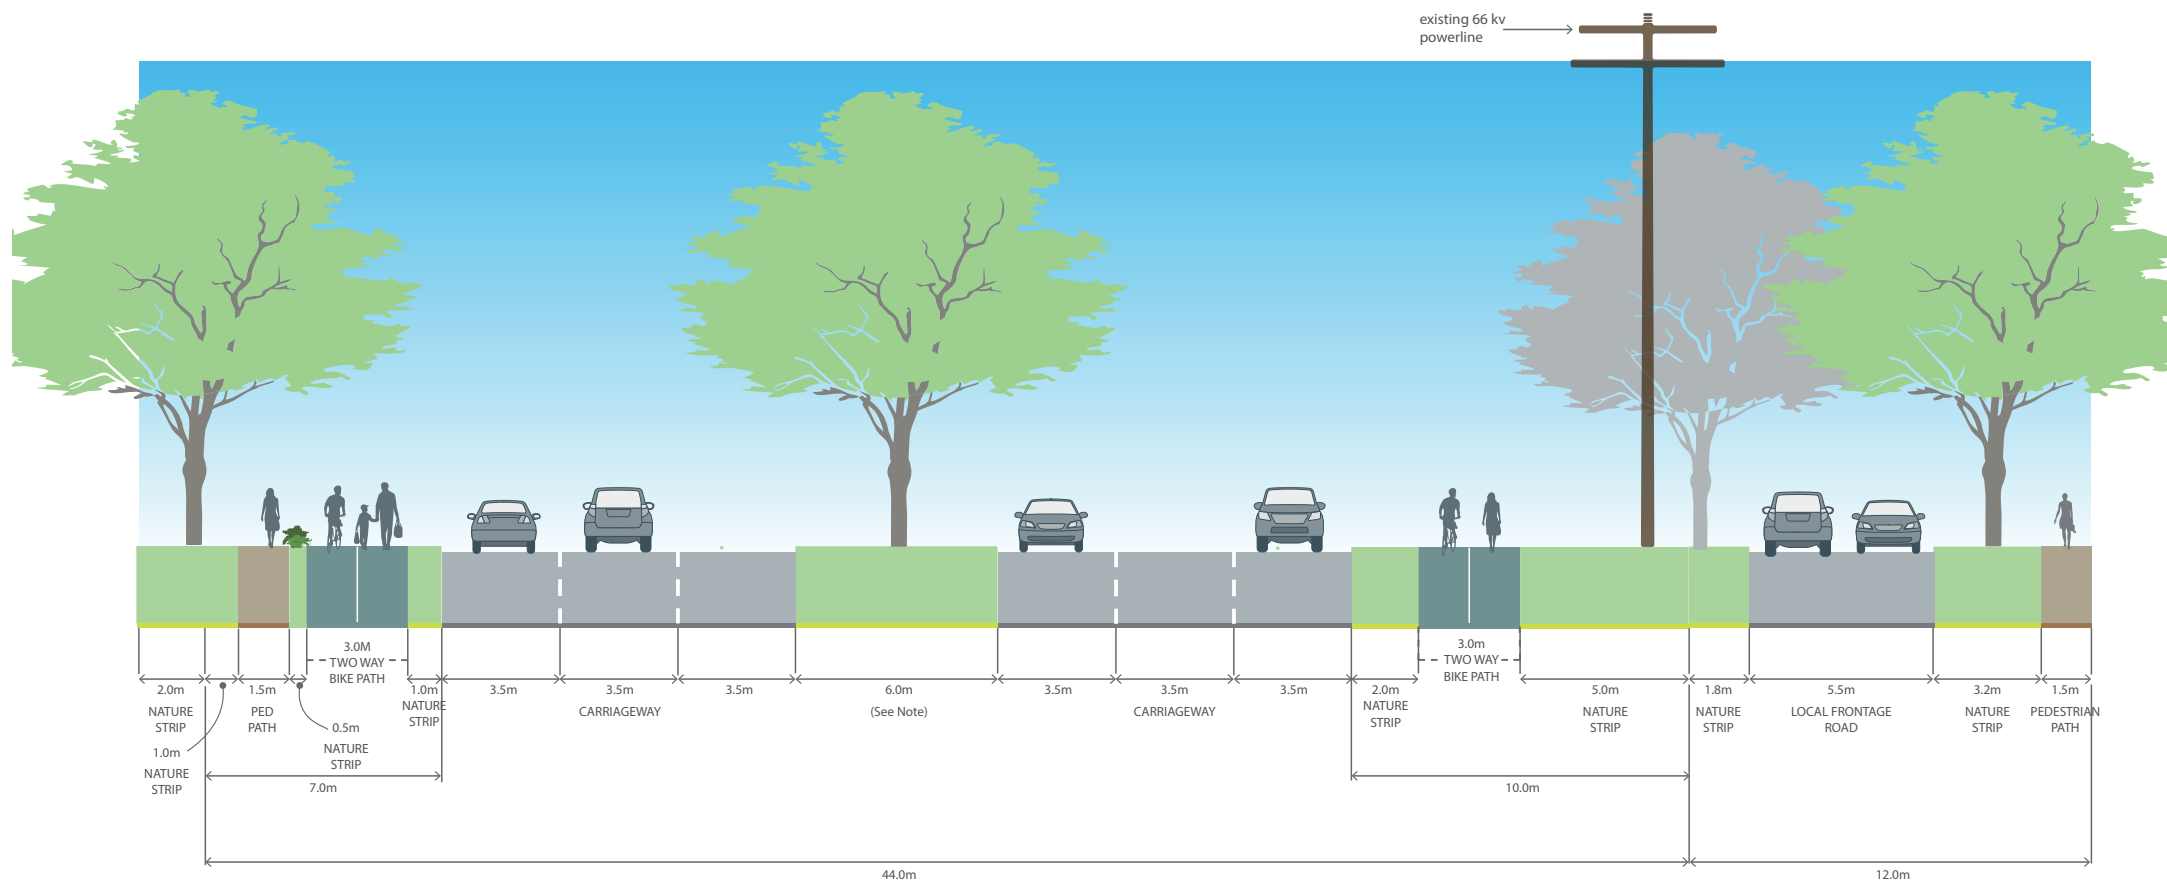 existing 66 kv
powerline
3.0M
TWO WAY
BIKE PATH
3.0m
TWO WAY
BIKE PATH
2.0m
NATURE
STRIP
1.0m
NATURE
STRIP
1.5m
PED
PATH
0.5m
NATURE
STRIP
1.0m
NATURE
STRIP
3.5m
3.5m
3.5m
CARRIAGEWAY
6.0m
(See Note)
3.5m
3.5m
3.5m
CARRIAGEWAY
2.0m
NATURE
STRIP
5.0m
NATURE
STRIP
1.8m
NATURE
STRIP
5.5m
LOCAL FRONTAGE
ROAD
3.2m
NATURE
STRIP
1.5m
PEDESTRIAN
PATH
7.0m
10.0m
44.0m
12.0m